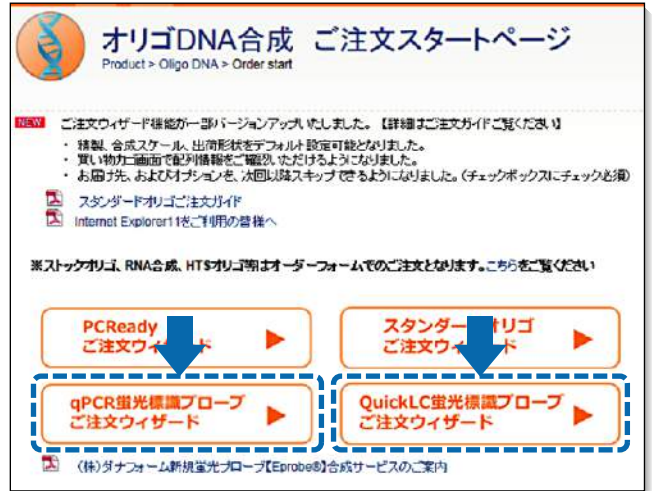 オリゴDNA合成 ご注文スタートページ
Product > Oligo DNA > Order start
NEW ご注文ウィザード機能が一部バージョンアップいたしました。【詳細はご注文ガイドご覧ください】
・ 精製、合成スケール、出荷形状をデフォルト設定可能となりました。
・ 買い物カゴ画面で配列情報をご確認いただけるようになりました。
・ お届け先、およびオプションを、次回以降スキップできるようになりました。(チェックボックスにチェック必須)
スタンダードオリゴご注文ガイド
Internet Explorer11をご利用の皆様へ
※ストックオリゴ、RNA合成、HTSオリゴ等はオーダーフォームでのご注文となります。こちらをご覧ください
PCReady
ご注文ウィ ド
スタンダー オリゴ
ご注文ウ ド
qPCR蛍光標識プローブ
ご注文ウィザード
QuickLC蛍光標識プローブ
ご注文ウィザード
(株)ダナフォーム新規蛍光プローブ【Eprobe®】合成サービスのご案内